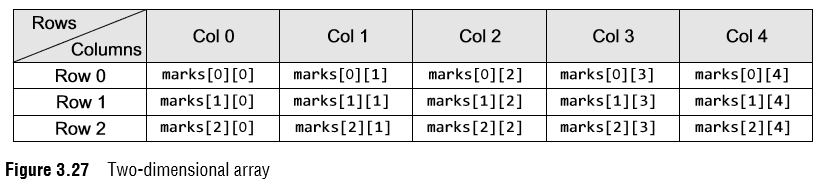 Rows
Columns
Col 0 Col 1 Col 2 Col 3 Col 4
Row 0 marks[0][0] marks[0][1] marks[0][2] marks[0][3] marks[0][4]
Row 1 marks[1][0] marks[1][1] marks[1][2] marks[1][3] marks[1][4]
Row 2 marks[2][0] marks[2][1] marks[2][2] marks[2][3] marks[2][4]
Figure 3.27 Two-dimensional array